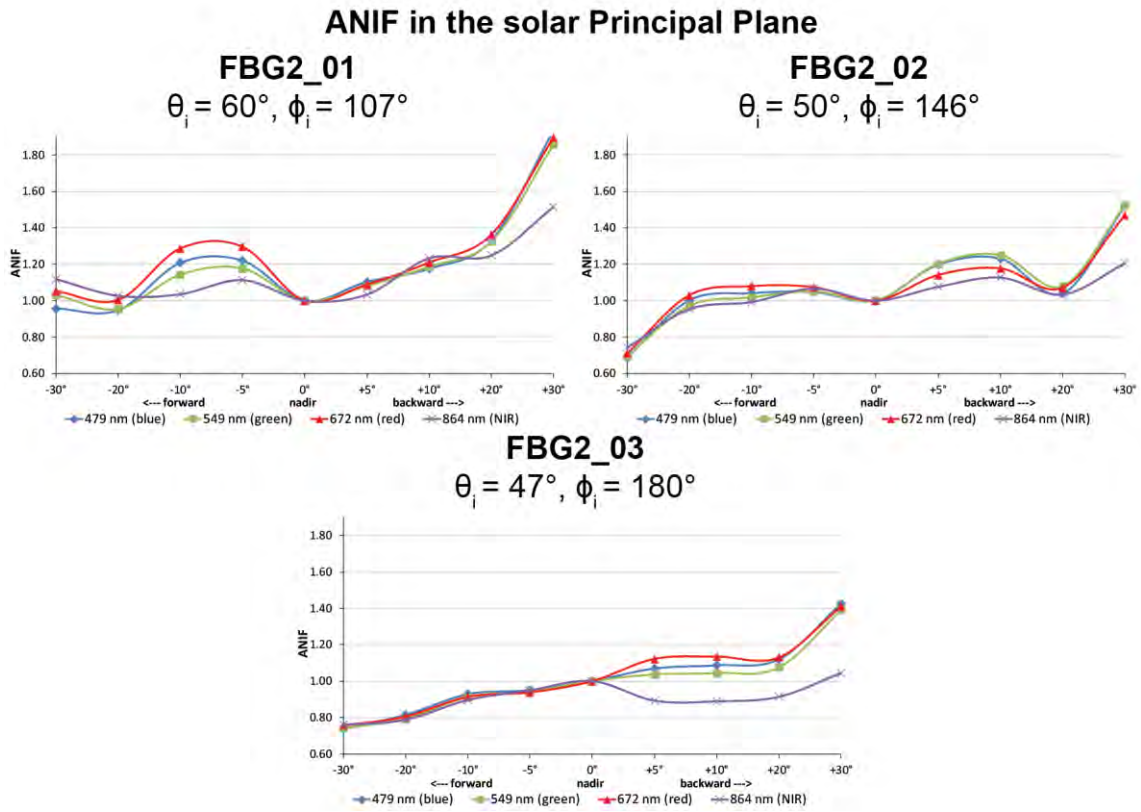 ANIF in the solar Principal Plane
FBG2_01
θi = 60°, ϕi = 107°
1.80
1.60
1.40
1.20
1.00
0.80
0.60
ANIF
-30° -20° -10° -5° 0° +5° +10° +20° +30°
<--- forward nadir backward --->
479 nm (blue) 549 nm (green) 672 nm (red) 864 nm (NIR)
FBG2_02
θi = 50°, ϕi = 146°
1.80
1.60
1.40
1.20
1.00
0.80
0.60
ANIF
-30° -20° -10° -5° 0° +5° +10° +20° +30°
<--- forward nadir backward --->
479 nm (blue) 549 nm (green) 672 nm (red) 864 nm (NIR)
FBG2_03
θi = 47°, ϕi = 180°
1.80
1.60
1.40
1.20
1.00
0.80
0.60
ANIF
-30° -20° -10° -5° 0° +5° +10° +20° +30°
<--- forward nadir backward --->
479 nm (blue) 549 nm (green) 672 nm (red) 864 nm (NIR)